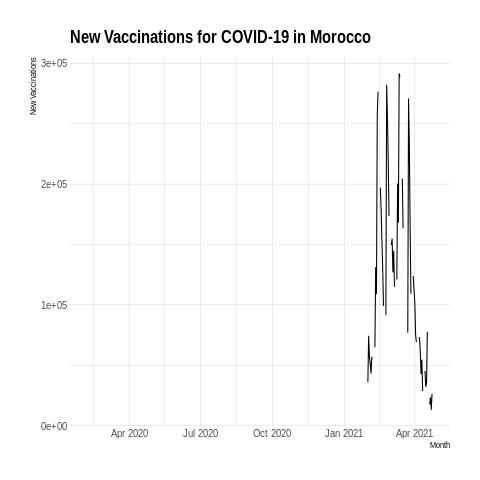 New Vaccinations for COVID-19 in Morocco
New Vaccinations
3e+05
2e+05
1e+05
0e+00
Apr 2020 Jul 2020 Oct 2020 Jan 2021 Apr 2021
Month